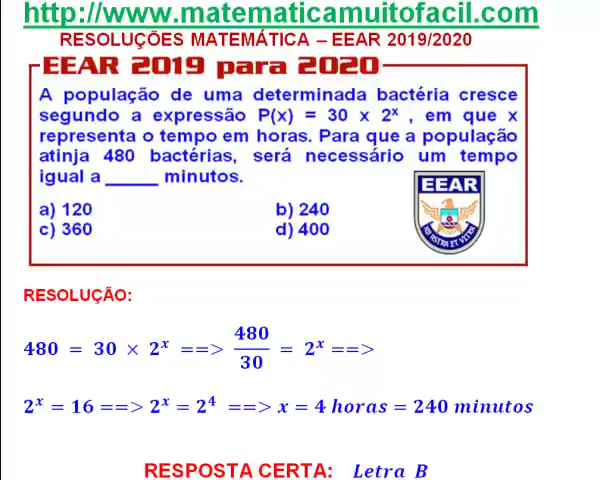 http://www.matematicamuitofacil.com
RESOLUÇÕES MATEMÁTICA – EEAR 2019/2020
EEAR 2019 para 2020
A população de uma determinada bactéria cresce
segundo a expressão P(x) = 30 x 2ˣ , em que x
representa o tempo em horas. Para que a população
atinja 480 bactérias, será necessário um tempo
igual a _____ minutos.
a) 120 b) 240
c) 360 d) 400
EEAR
RESOLUÇÃO:
480 = 30 × 2ˣ ==> 480/30 = 2ˣ ==>
2ˣ = 16 ==> 2ˣ = 2⁴ ==> x = 4 horas = 240 minutos
RESPOSTA CERTA: Letra B